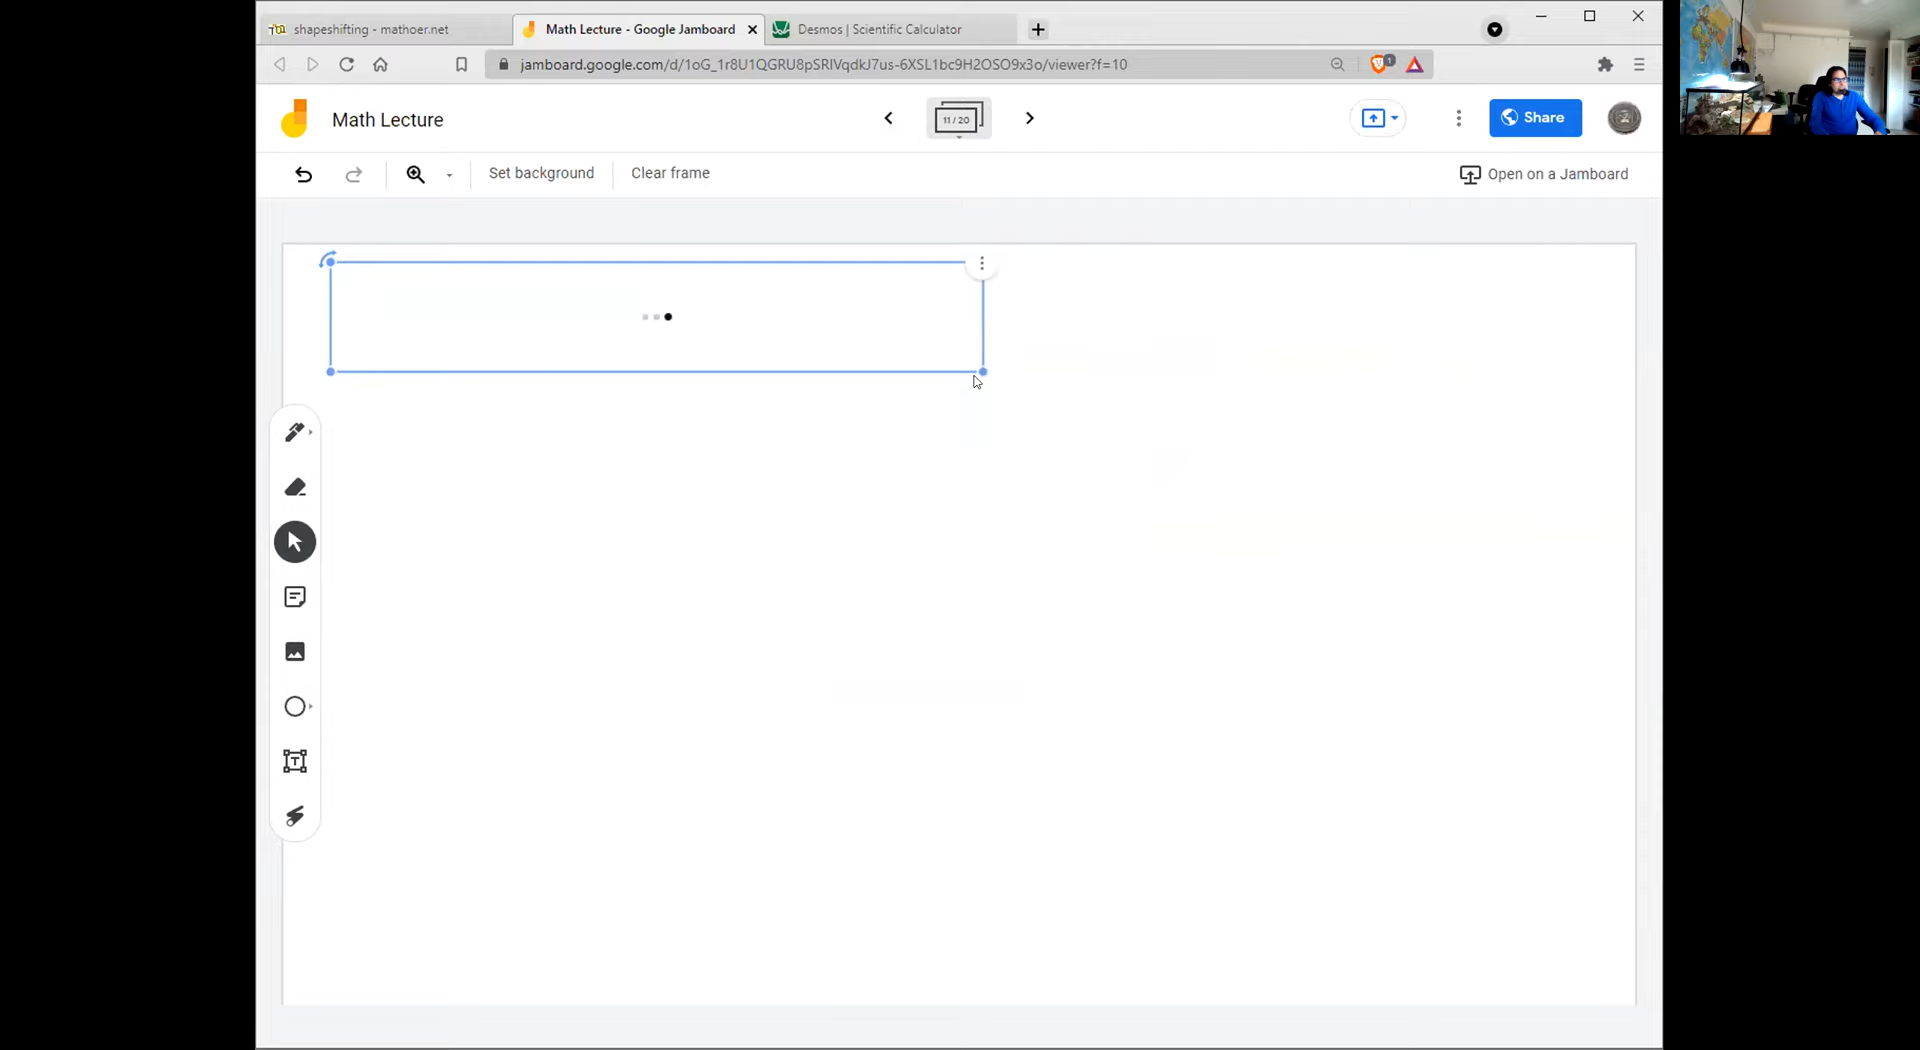 shapeshifting - mathoer.net
Math Lecture - Google Jamboard
Desmos | Scientific Calculator
jamboard.google.com/d/1oG_1r8U1QGRU8pSRIVqdkJ7us-6XSL1bc9H2OSO9x3o/viewer?f=10
1
Math Lecture
11 / 20
Share
Set background
Clear frame
Open on a Jamboard